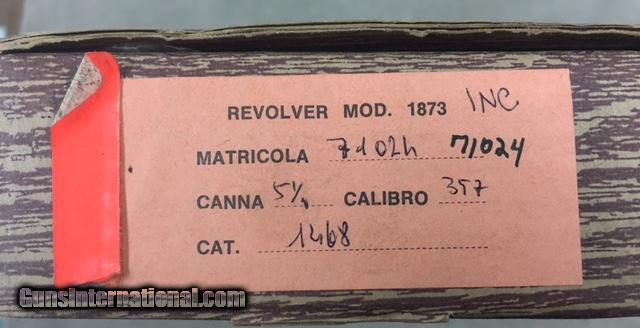 REVOLVER MOD. 1873 INC
MATRICOLA 71024 71024
CANNA 5½ CALIBRO 357
CAT. 1468
GunsInternational.com